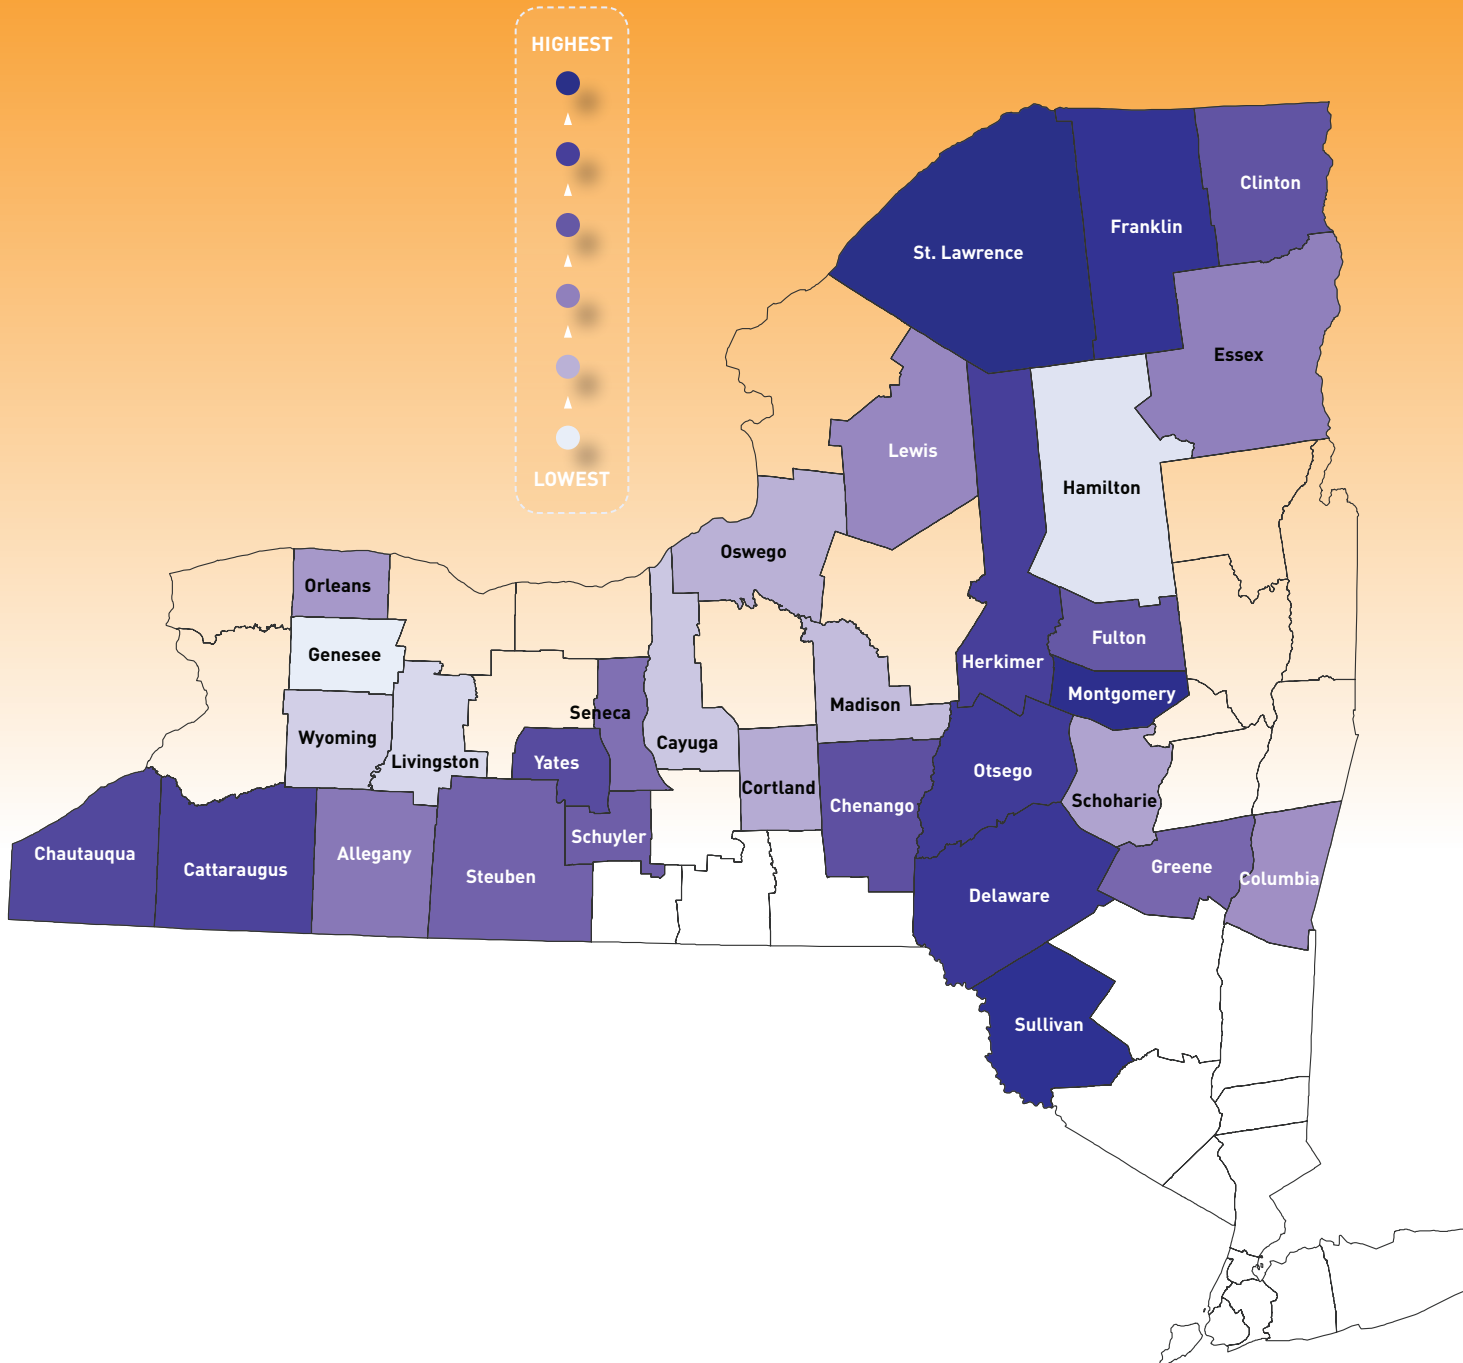 HIGHEST
LOWEST
Clinton
Franklin
St. Lawrence
Essex
Lewis
Hamilton
Oswego
Orleans
Fulton
Genesee
Herkimer
Montgomery
Madison
Seneca
Wyoming
Cayuga
Livingston
Yates
Otsego
Cortland
Schoharie
Chenango
Schuyler
Chautauqua
Allegany
Greene
Cattaraugus
Steuben
Columbia
Delaware
Sullivan